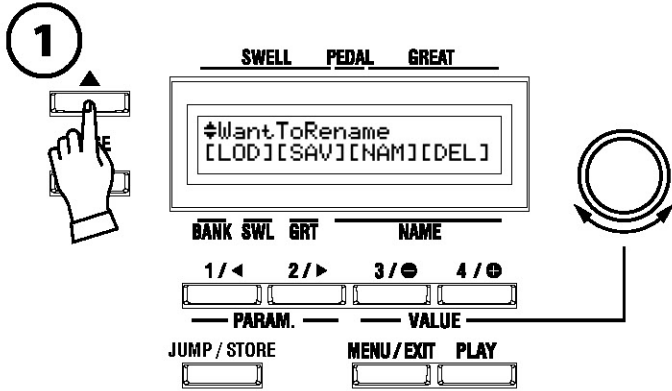 1
SWELL PEDAL GREAT
▲
♦WantToRename
[LOD][SAV][NAM][DEL]
BANK SWL GRT NAME
1/◀ 2/▶ 3/⊖ 4/⊕
PARAM. VALUE
JUMP / STORE MENU / EXIT PLAY